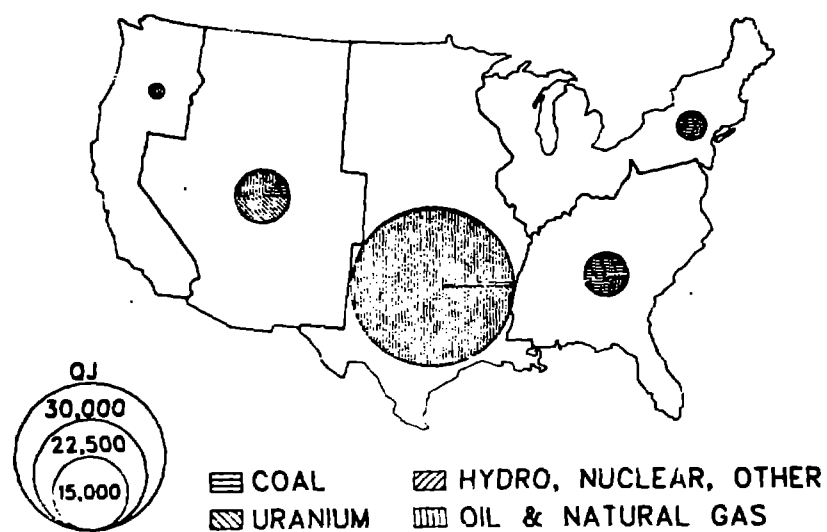 QJ
30,000
22,500
15,000
COAL
HYDRO, NUCLEAR, OTHER
URANIUM
OIL & NATURAL GAS